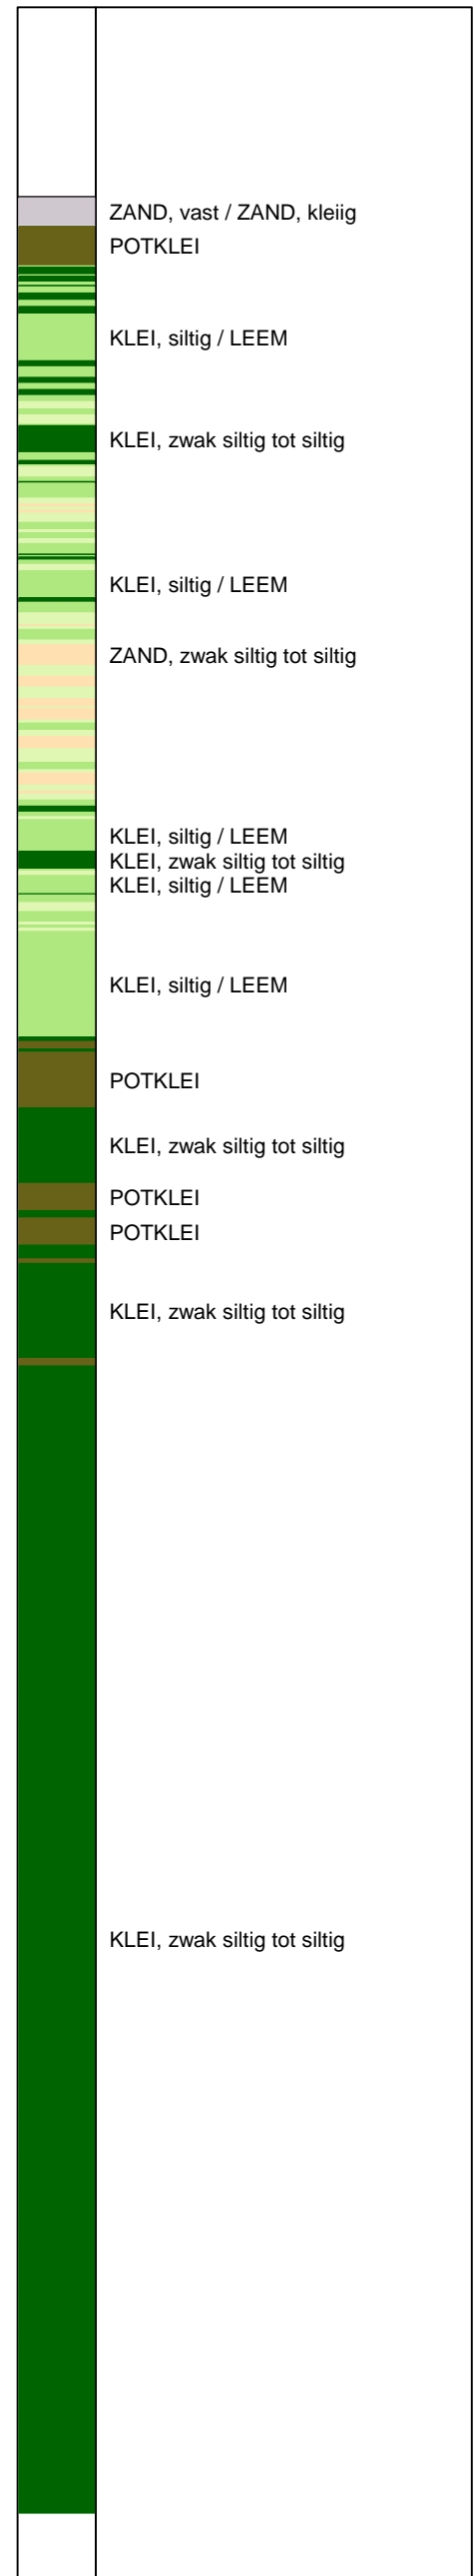 ZAND, vast / ZAND, kleiig
POTKLEI
KLEI, siltig / LEEM
KLEI, zwak siltig tot siltig
KLEI, siltig / LEEM
ZAND, zwak siltig tot siltig
KLEI, siltig / LEEM
KLEI, zwak siltig tot siltig
KLEI, siltig / LEEM
KLEI, siltig / LEEM
POTKLEI
KLEI, zwak siltig tot siltig
POTKLEI
POTKLEI
KLEI, zwak siltig tot siltig
KLEI, zwak siltig tot siltig